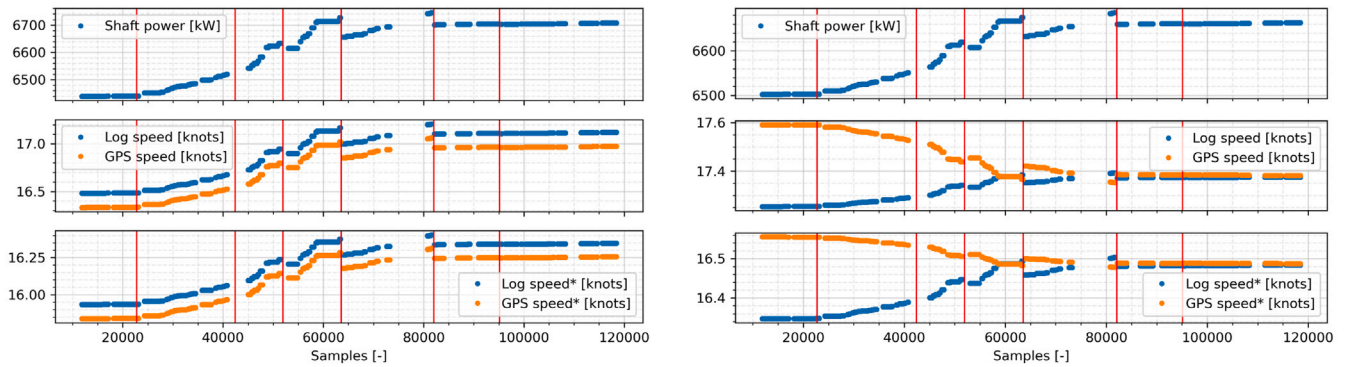 6700
6600
6500
Shaft power [kW]
17.0
16.5
Log speed [knots]
GPS speed [knots]
16.25
16.00
Log speed* [knots]
GPS speed* [knots]
20000 40000 60000 80000 100000 120000
Samples [-]
6600
6500
Shaft power [kW]
17.6
17.4
Log speed [knots]
GPS speed [knots]
16.5
16.4
Log speed* [knots]
GPS speed* [knots]
20000 40000 60000 80000 100000 120000
Samples [-]